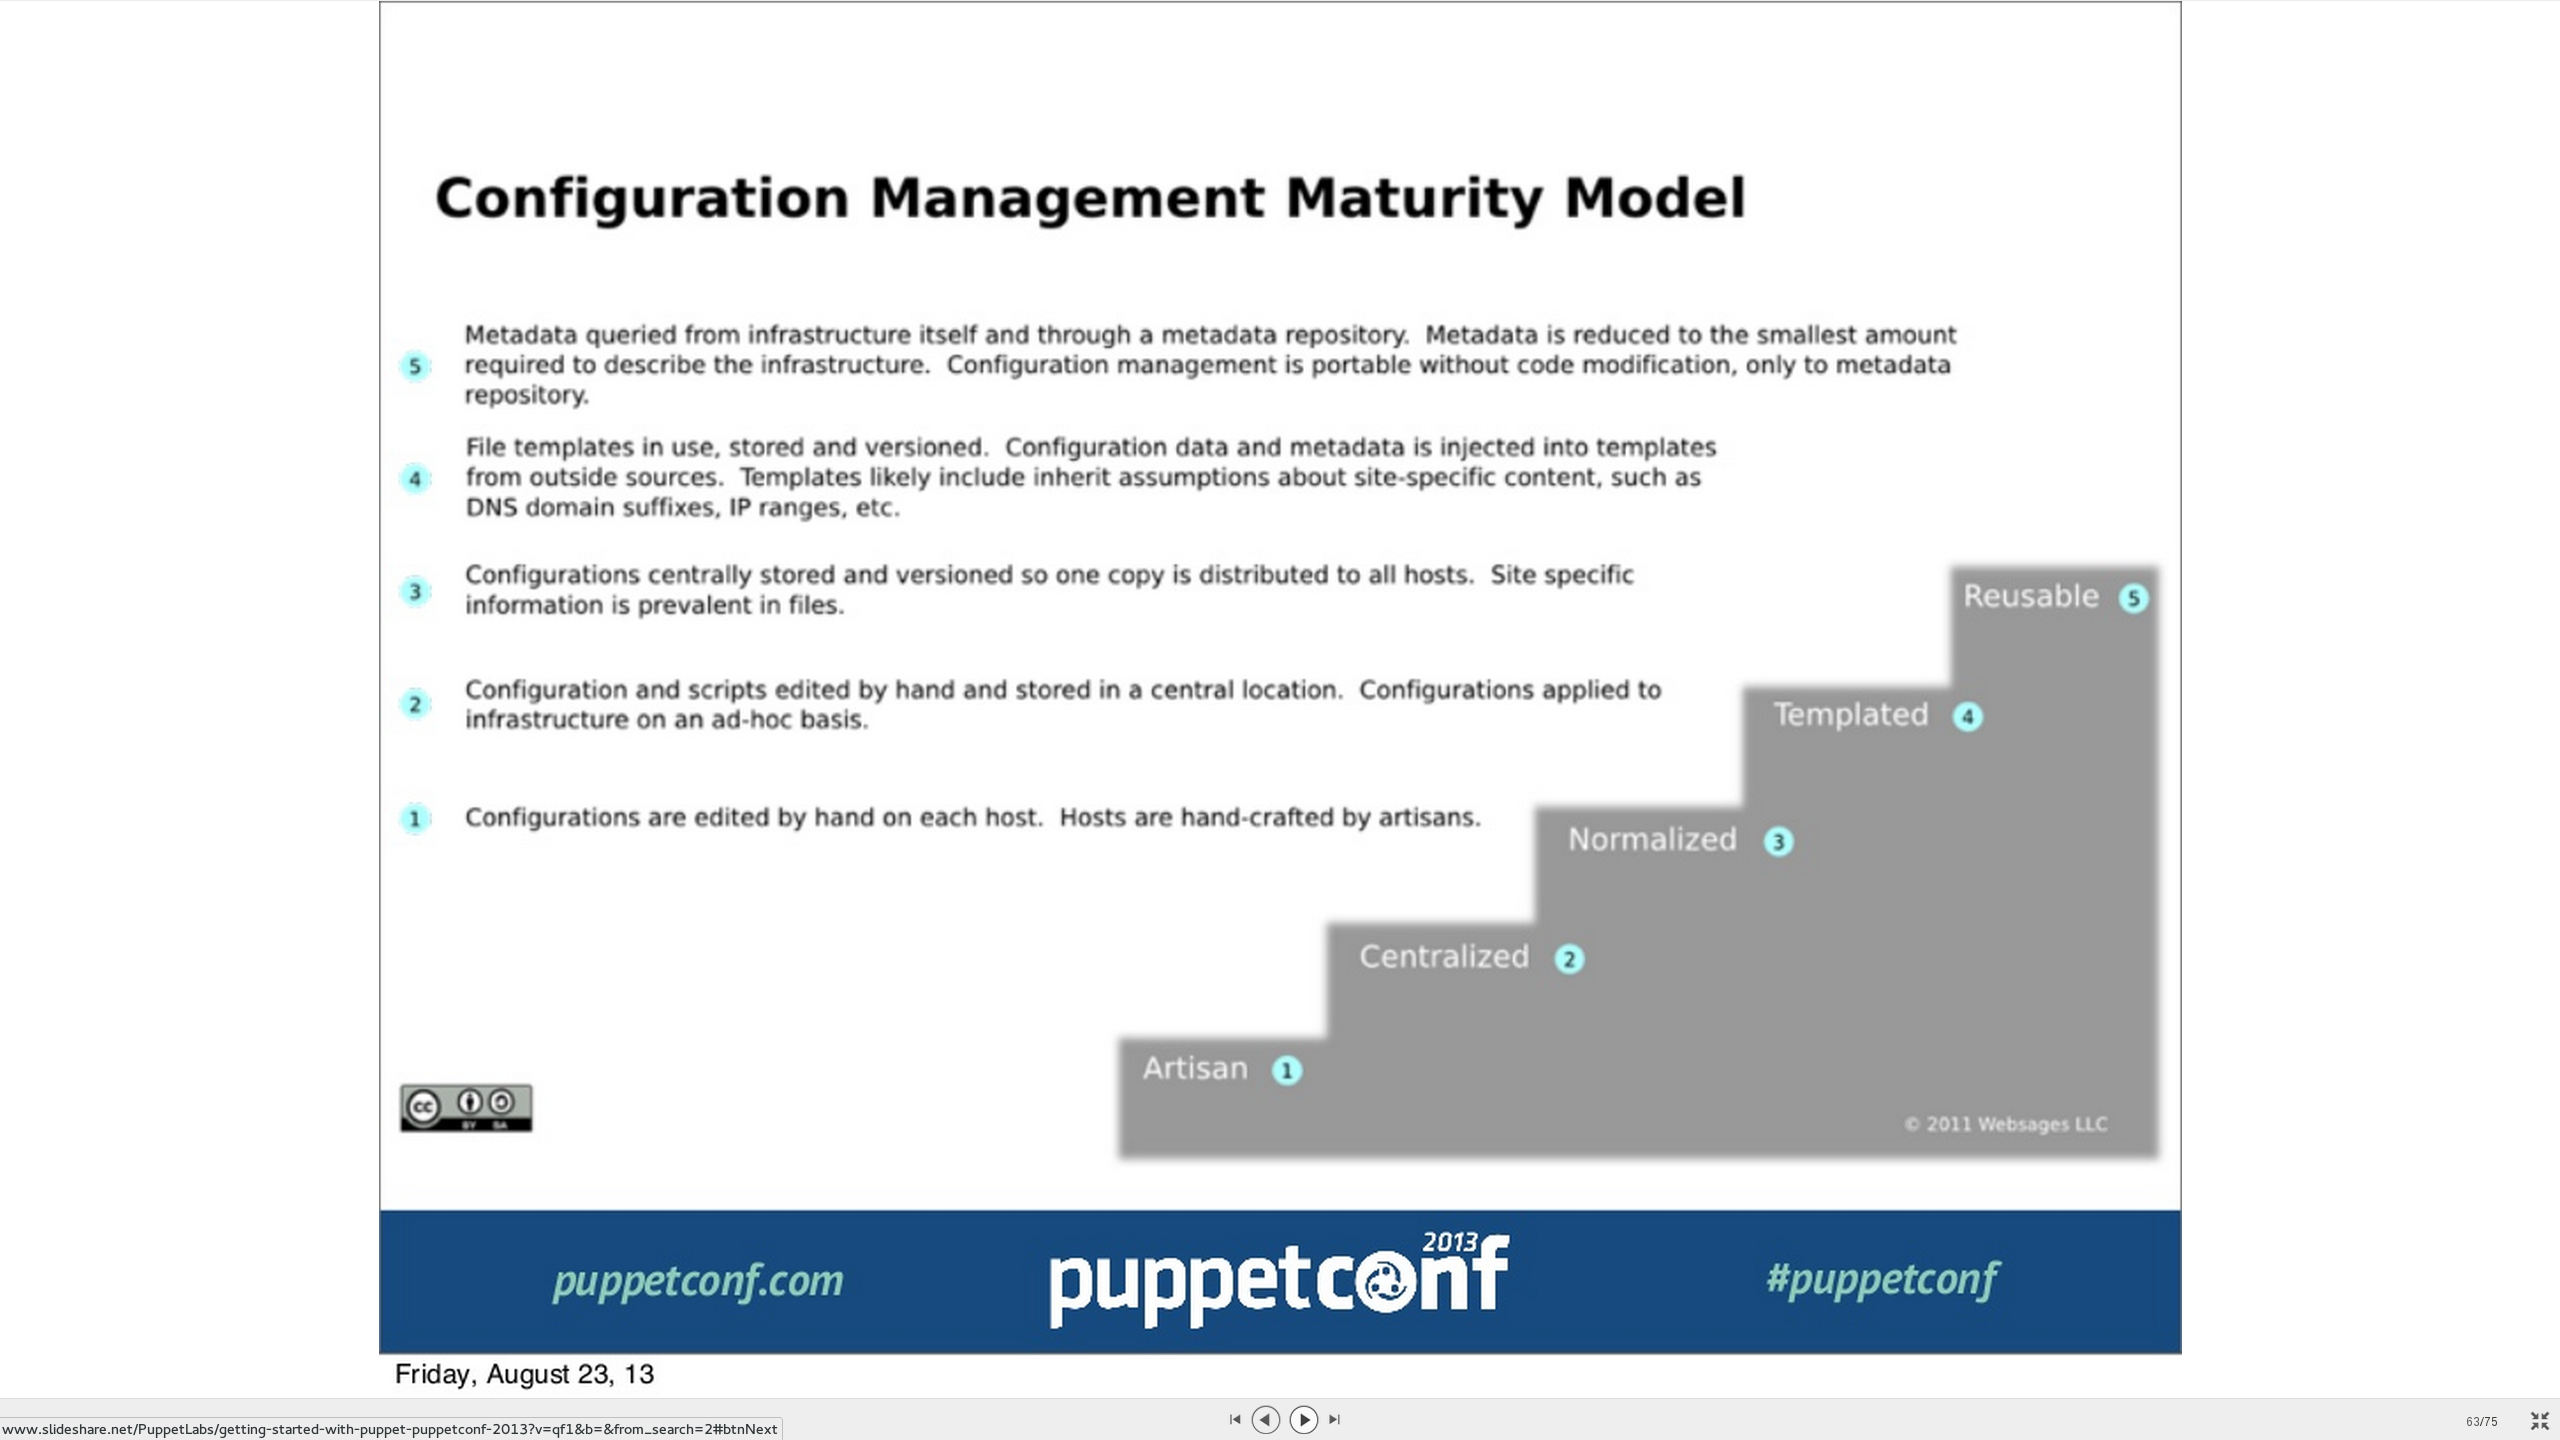 Configuration Management Maturity Model
5
Metadata queried from infrastructure itself and through a metadata repository.  Metadata is reduced to the smallest amount
required to describe the infrastructure.  Configuration management is portable without code modification, only to metadata
repository.
4
File templates in use, stored and versioned.  Configuration data and metadata is injected into templates
from outside sources.  Templates likely include inherit assumptions about site-specific content, such as
DNS domain suffixes, IP ranges, etc.
3
Configurations centrally stored and versioned so one copy is distributed to all hosts.  Site specific
information is prevalent in files.
2
Configuration and scripts edited by hand and stored in a central location.  Configurations applied to
infrastructure on an ad-hoc basis.
1
Configurations are edited by hand on each host.  Hosts are hand-crafted by artisans.
Reusable 5
Templated 4
Normalized 3
Centralized 2
Artisan 1
cc
BY SA
© 2011 Websages LLC
puppetconf.com
puppetconf 2013
#puppetconf
Friday, August 23, 13
www.slideshare.net/PuppetLabs/getting-started-with-puppet-puppetconf-2013?v=qf1&b=&from_search=2#btnNext
63/75